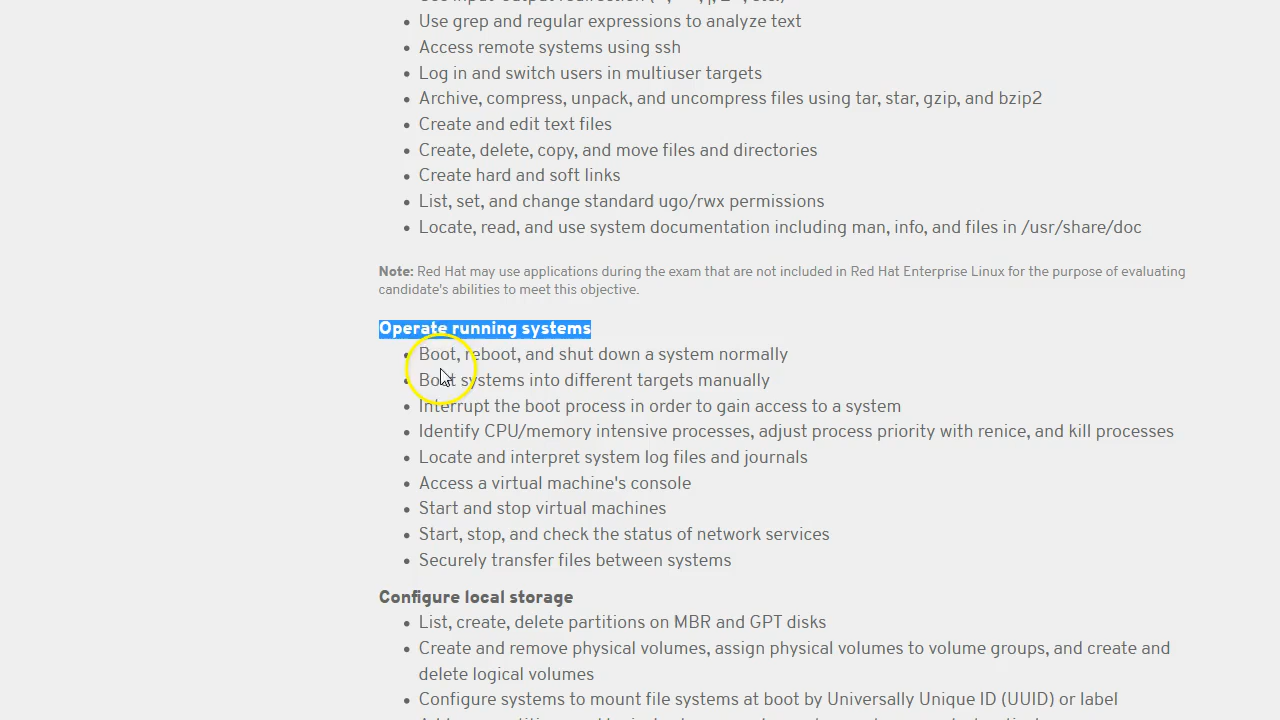 Use grep and regular expressions to analyze text
Access remote systems using ssh
Log in and switch users in multiuser targets
Archive, compress, unpack, and uncompress files using tar, star, gzip, and bzip2
Create and edit text files
Create, delete, copy, and move files and directories
Create hard and soft links
List, set, and change standard ugo/rwx permissions
Locate, read, and use system documentation including man, info, and files in /usr/share/doc
Note: Red Hat may use applications during the exam that are not included in Red Hat Enterprise Linux for the purpose of evaluating
candidate's abilities to meet this objective.
Operate running systems
Boot, reboot, and shut down a system normally
Boot systems into different targets manually
Interrupt the boot process in order to gain access to a system
Identify CPU/memory intensive processes, adjust process priority with renice, and kill processes
Locate and interpret system log files and journals
Access a virtual machine's console
Start and stop virtual machines
Start, stop, and check the status of network services
Securely transfer files between systems
Configure local storage
List, create, delete partitions on MBR and GPT disks
Create and remove physical volumes, assign physical volumes to volume groups, and create and
delete logical volumes
Configure systems to mount file systems at boot by Universally Unique ID (UUID) or label